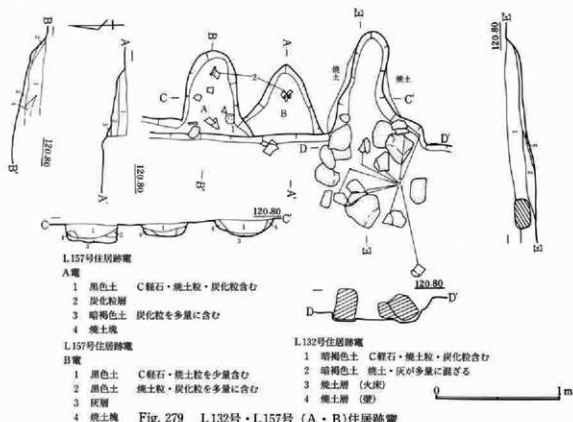 B
A
E
B
A
E
120.80
焼土
焼土
C
2
A
B
C'
D
D'
B'
120.80
A'
B'
A'
E
120.80
C
C'
120.80
D
D'
L157号住居跡竈
A竈
1 黒色土 C軽石・焼土粒・炭化粒含む
2 炭化粒層
3 暗褐色土 炭化粒を多量に含む
4 焼土塊
L157号住居跡竈
B竈
1 黒色土 C軽石・焼土粒を少量含む
2 黒色土 焼土粒・炭化粒を多量に含む
3 灰層
4 焼土塊
L132号住居跡竈
1 暗褐色土 C軽石・焼土粒・炭化粒含む
2 暗褐色土 焼土・灰が多量に混ざる
3 焼土層 (火床)
4 焼土層 (壁)
0 1m
Fig. 279 L132号・L157号 (A・B)住居跡竈